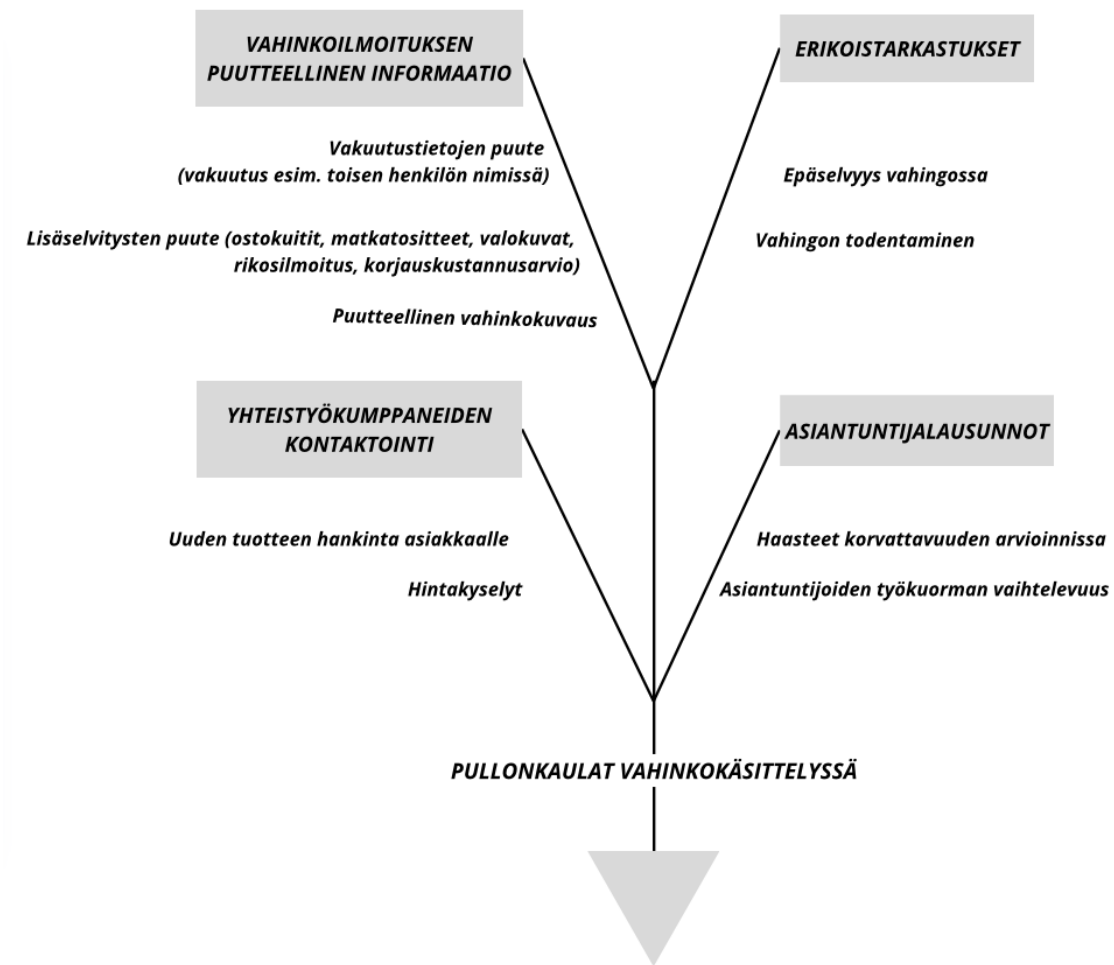 VAHINKOILMOITUKSEN
PUUTTEELLINEN INFORMAATIO
Vakuutustietojen puute
(vakuutus esim. toisen henkilön nimissä)
Lisäselvitysten puute (ostokuitit, matkatositteet, valokuvat,
rikosilmoitus, korjauskustannusarvio)
Puutteellinen vahinkokuvaus
ERIKOISTARKASTUKSET
Epäselvyys vahingossa
Vahingon todentaminen
YHTEISTYÖKUMPPANEIDEN
KONTAKTOINTI
Uuden tuotteen hankinta asiakkaalle
Hintakyselyt
ASIANTUNTIJALAUSUNNOT
Haasteet korvattavuuden arvioinnissa
Asiantuntijoiden työkuorman vaihtelevuus
PULLONKAULAT VAHINKOKÄSITTELYSSÄ